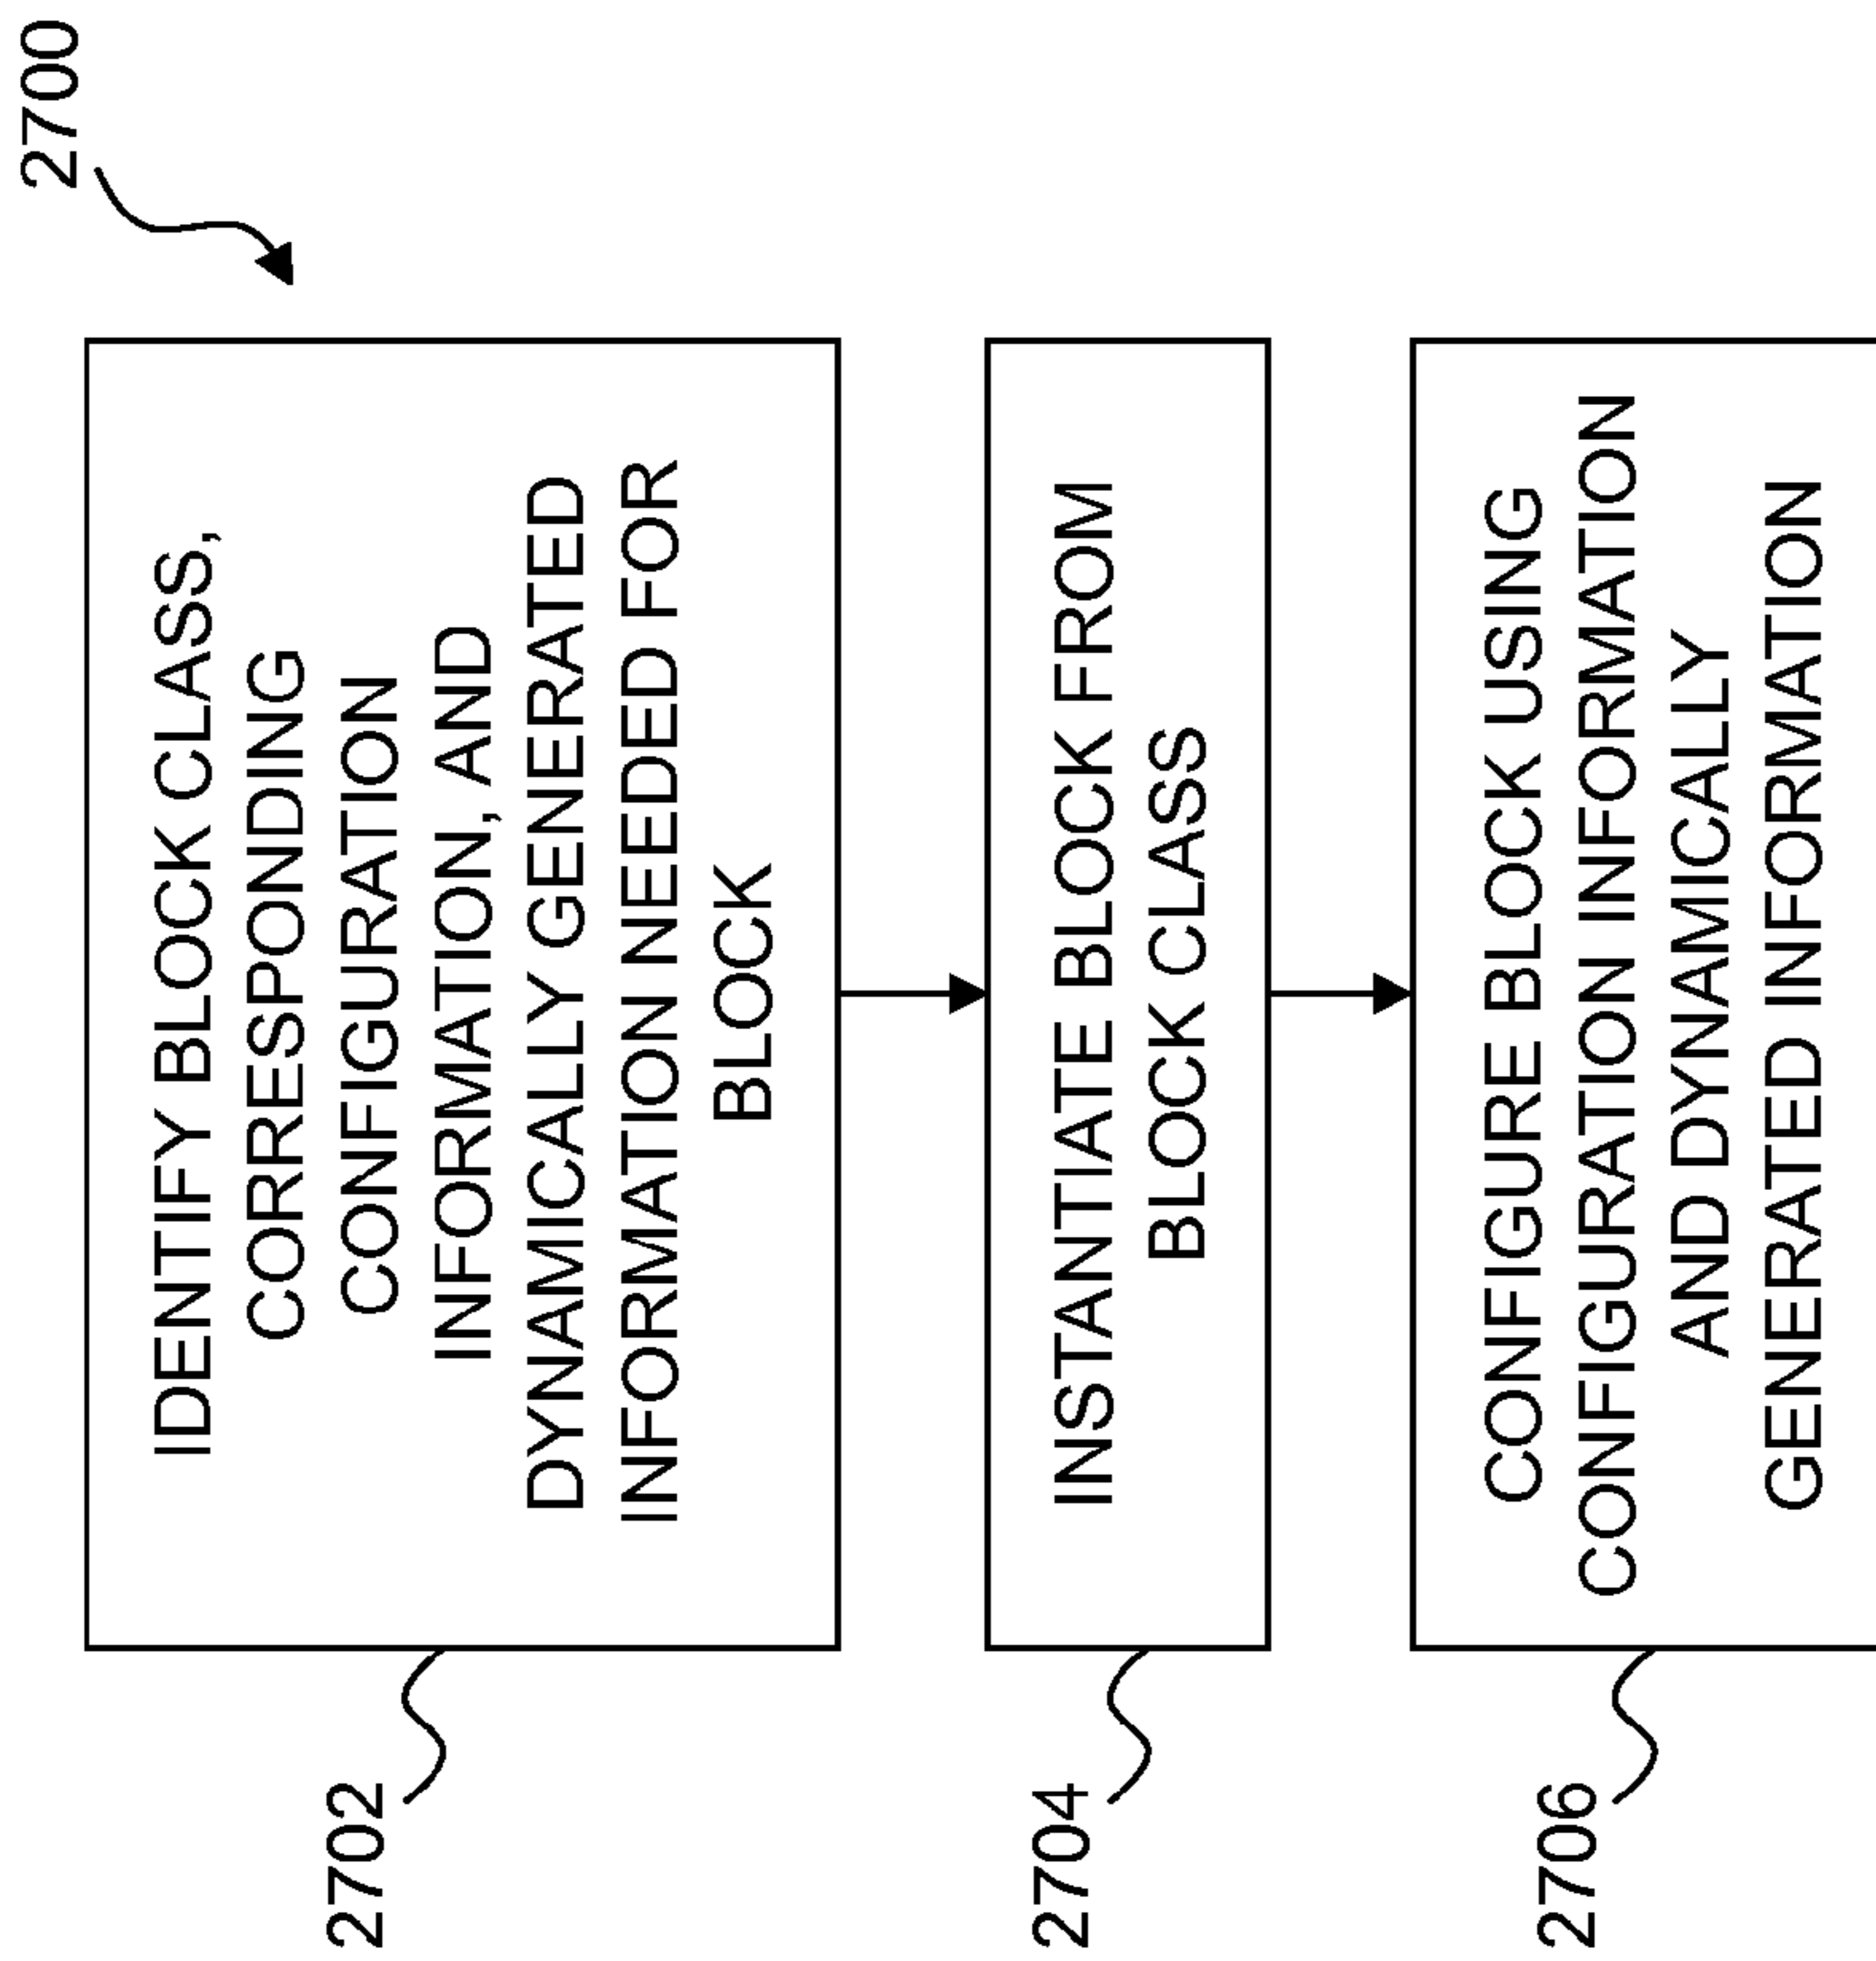 2700
IDENTIFY BLOCK CLASS,
CORRESPONDING
CONFIGURATION
INFORMATION, AND
DYNAMICALLY GENERATED
INFORMATION NEEDED FOR
BLOCK
2702
INSTANTIATE BLOCK FROM
BLOCK CLASS
2704
CONFIGURE BLOCK USING
CONFIGURATION INFORMATION
AND DYNAMICALLY
GENERATED INFORMATION
2706